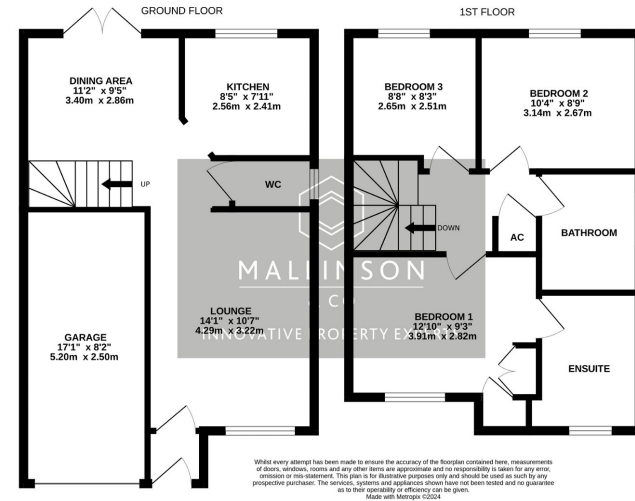 GROUND FLOOR
DINING AREA
11'2" x 9'5"
3.40m x 2.86m
KITCHEN
8'5" x 7'11"
2.56m x 2.41m
UP
WC
LOUNGE
14'1" x 10'7"
4.29m x 3.22m
GARAGE
17'1" x 8'2"
5.20m x 2.50m
1ST FLOOR
BEDROOM 3
8'8" x 8'3"
2.65m x 2.51m
BEDROOM 2
10'4" x 8'9"
3.14m x 2.67m
DOWN
AC
BATHROOM
BEDROOM 1
12'10" x 9'3"
3.91m x 2.82m
ENSUITE
MALLINSON
& CO
INNOVATIVE PROPERTY
Whilst every attempt has been made to ensure the accuracy of the floorplan contained here, measurements
of doors, windows, rooms and any other items are approximate and no responsibility is taken for any error,
omission or mis-statement. This plan is for illustrative purposes only and should be used as such by any
prospective purchaser. The services, systems and appliances shown have not been tested and no guarantee
as to their operability or efficiency can be given.
Made with Metropix ©2024